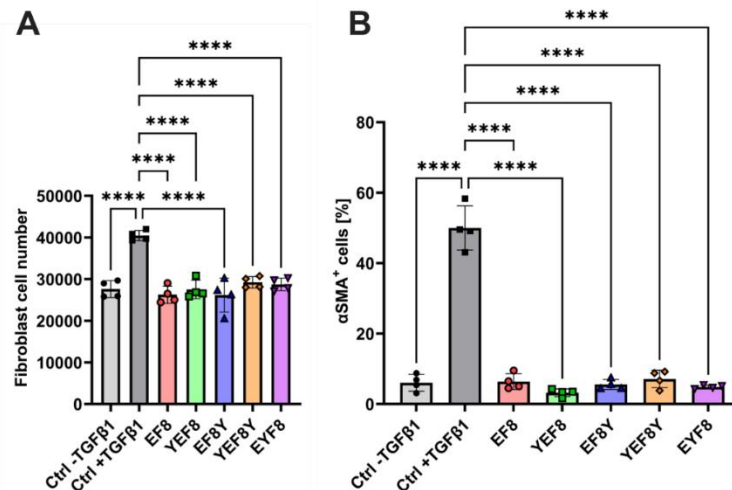 A
****
****
****
****
****
****
Fibroblast cell number
50000
40000
30000
20000
10000
0
Ctrl -TGFβ1
Ctrl +TGFβ1
EF8
YEF8
EF8Y
YEF8Y
EYF8
B
****
****
****
****
****
****
αSMA⁺ cells [%]
80
60
40
20
0
Ctrl -TGFβ1
Ctrl +TGFβ1
EF8
YEF8
EF8Y
YEF8Y
EYF8